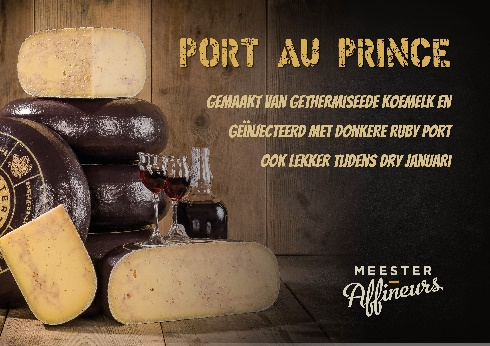 PORT AU PRINCE
GEMAAKT VAN GETHERMISEEDE KOEMELK EN
GEÏNJECTEERD MET DONKERE RUBY PORT
OOK LEKKER TIJDENS DRY JANUARI
MEESTER
Affineurs